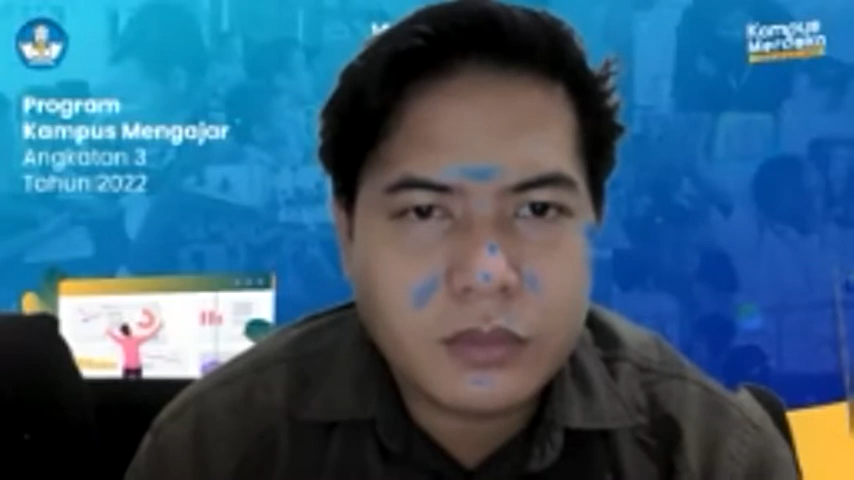 Program
Kampus Mengajar
Angkatan 3
Tahun 2022
Kampus
Merdeka